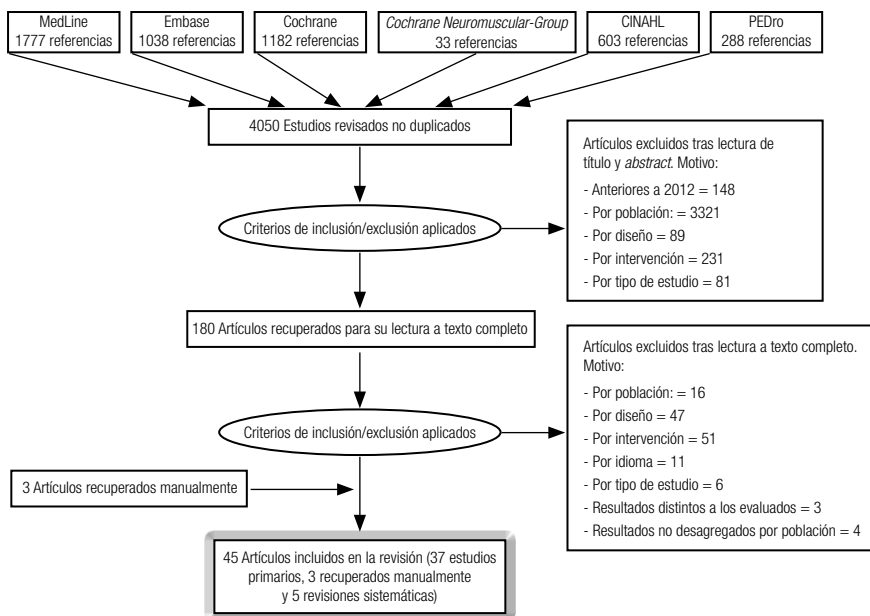 MedLine
1777 referencias
Embase
1038 referencias
Cochrane
1182 referencias
Cochrane Neuromuscular-Group
33 referencias
CINAHL
603 referencias
PEDro
288 referencias
4050 Estudios revisados no duplicados
Criterios de inclusión/exclusión aplicados
Artículos excluidos tras lectura de
título y abstract. Motivo:
- Anteriores a 2012 = 148
- Por población: = 3321
- Por diseño = 89
- Por intervención = 231
- Por tipo de estudio = 81
180 Artículos recuperados para su lectura a texto completo
Criterios de inclusión/exclusión aplicados
Artículos excluidos tras lectura a texto completo.
Motivo:
- Por población: = 16
- Por diseño = 47
- Por intervención = 51
- Por idioma = 11
- Por tipo de estudio = 6
- Resultados distintos a los evaluados = 3
- Resultados no desagregados por población = 4
3 Artículos recuperados manualmente
45 Artículos incluidos en la revisión (37 estudios
primarios, 3 recuperados manualmente
y 5 revisiones sistemáticas)